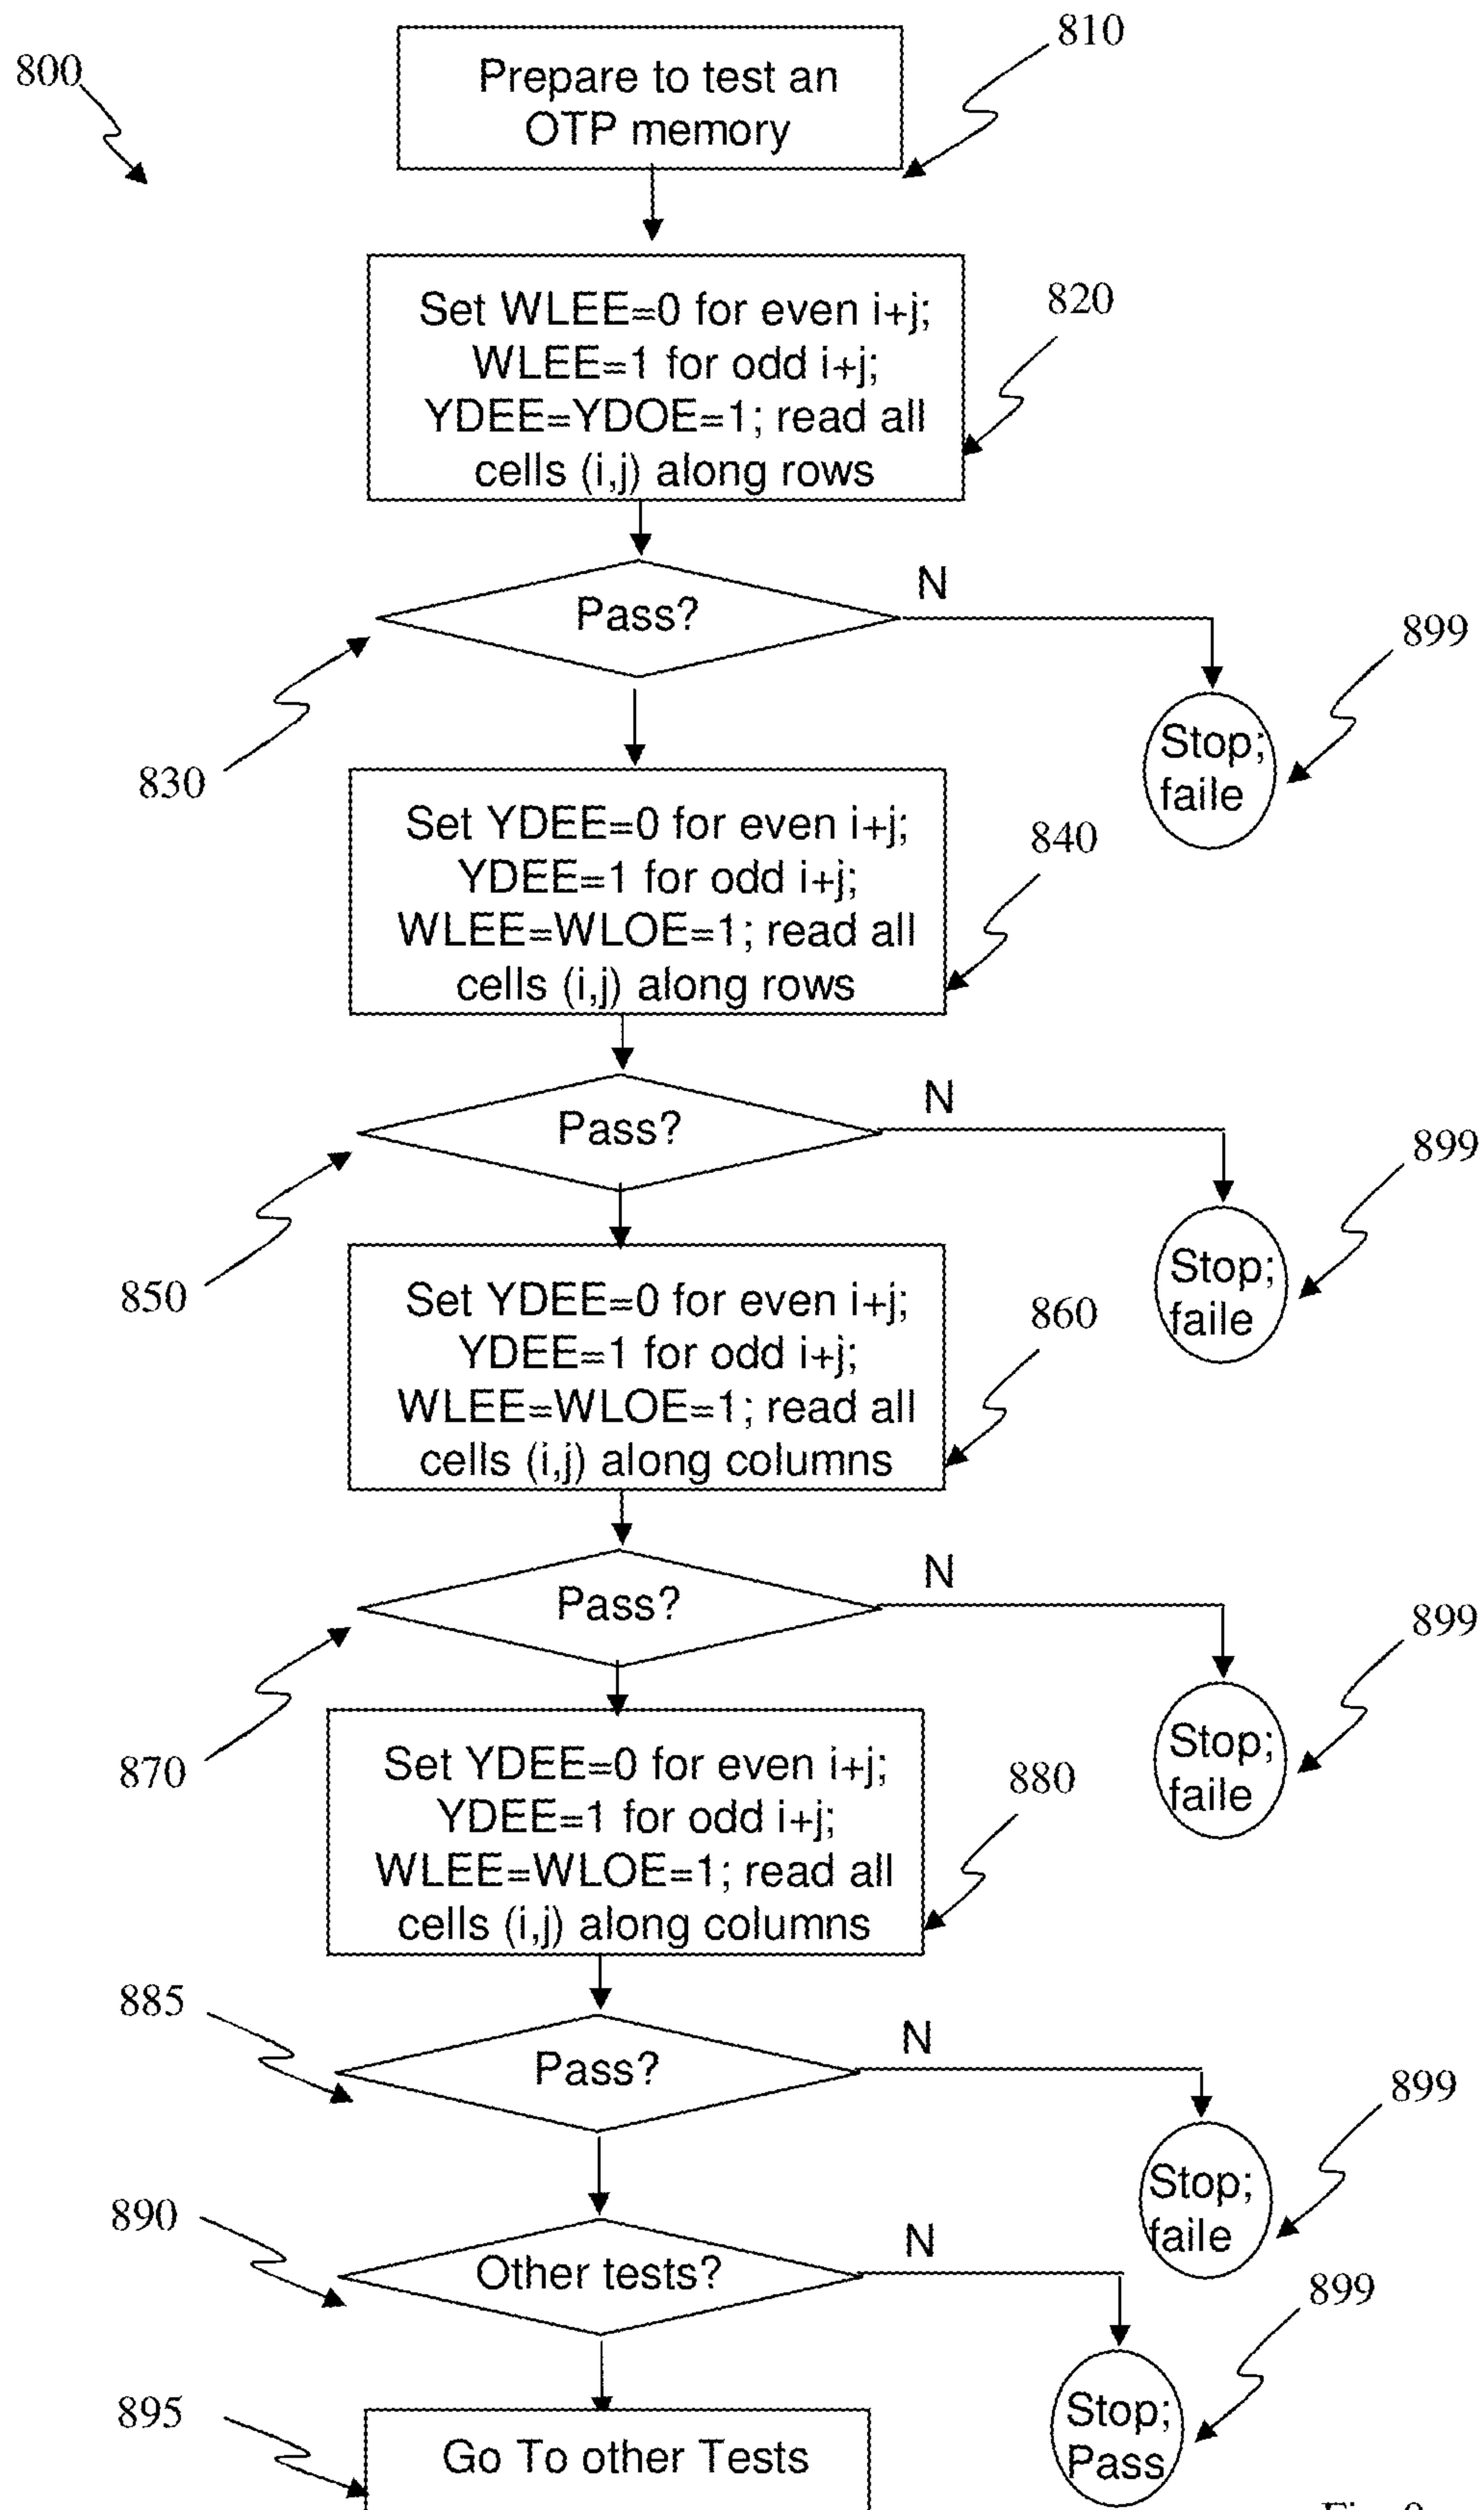 800
810
Prepare to test an
OTP memory
820
Set WLEE=0 for even i+j;
WLEE=1 for odd i+j;
YDEE=YDOE=1; read all
cells (i,j) along rows
N
Pass?
899
830
Stop;
faile
Set YDEE=0 for even i+j;
YDEE=1 for odd i+j;
WLEE=WLOE=1; read all
cells (i,j) along rows
840
N
Pass?
899
850
Stop;
faile
Set YDEE=0 for even i+j;
YDEE=1 for odd i+j;
WLEE=WLOE=1; read all
cells (i,j) along columns
860
N
Pass?
899
870
Stop;
faile
Set YDEE=0 for even i+j;
YDEE=1 for odd i+j;
WLEE=WLOE=1; read all
cells (i,j) along columns
880
885
N
Pass?
899
Stop;
faile
890
N
Other tests?
899
Stop;
Pass
895
Go To other Tests